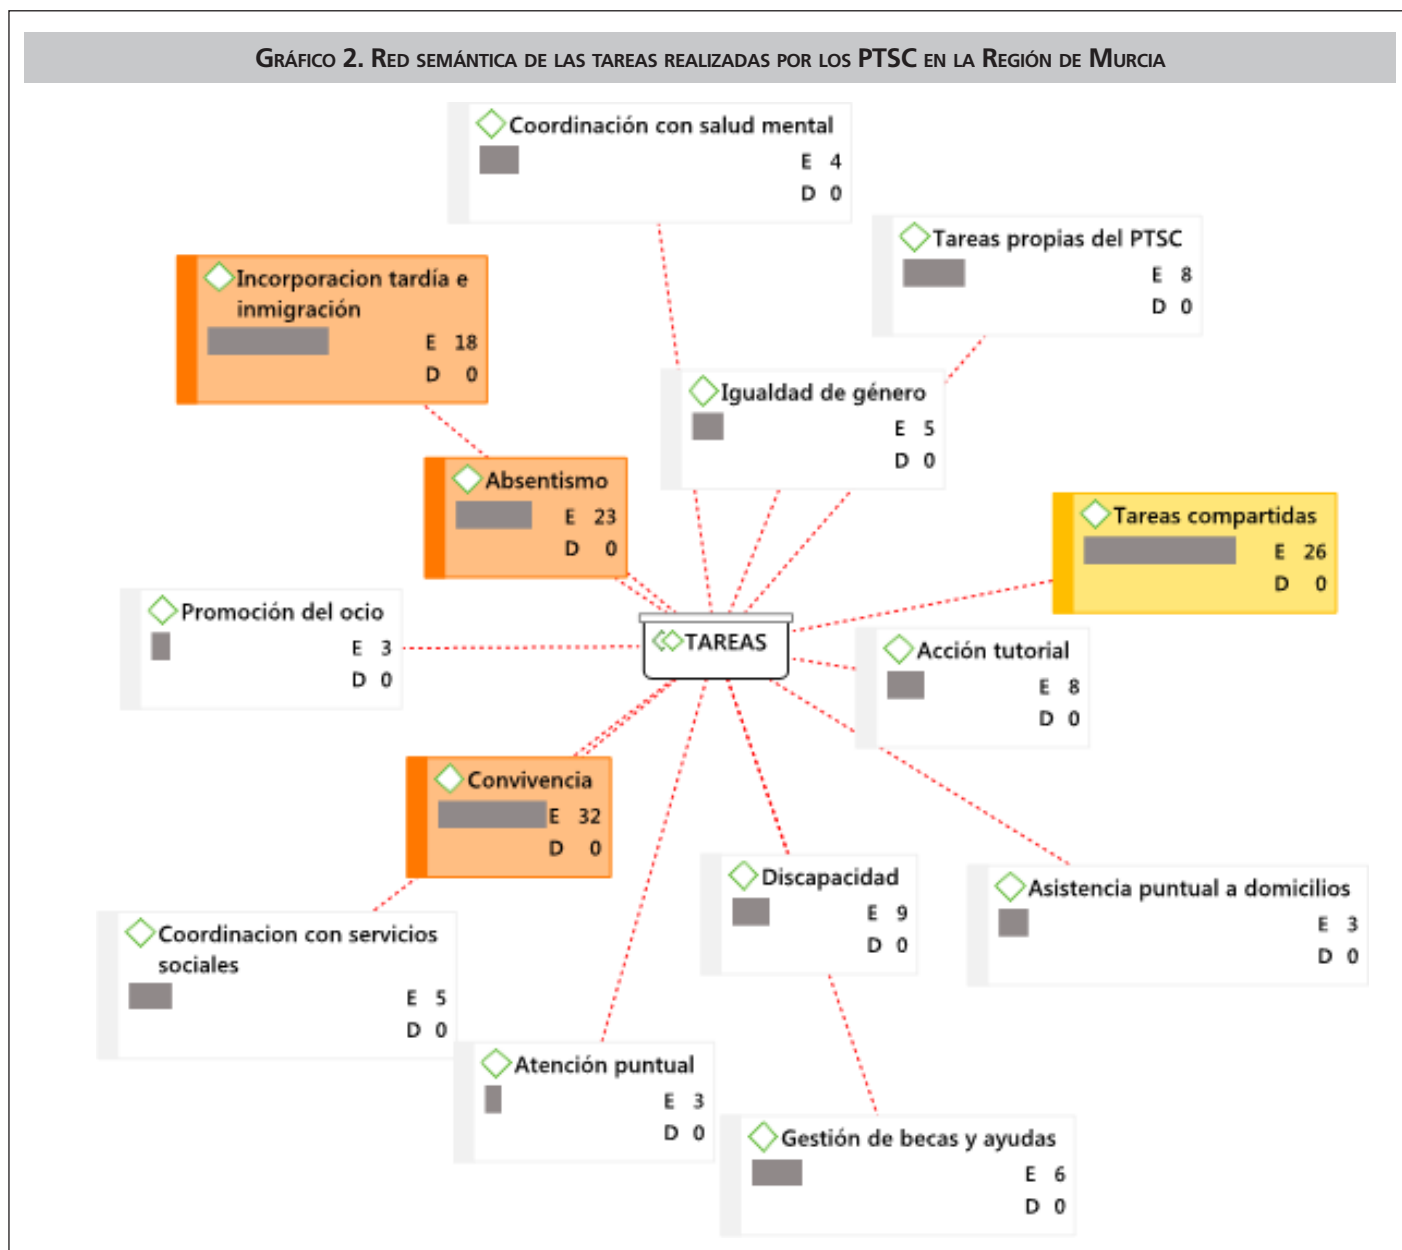 GRÁFICO 2. RED SEMÁNTICA DE LAS TAREAS REALIZADAS POR LOS PTSC EN LA REGIÓN DE MURCIA
Coordinación con salud mental
E 4
D 0
Tareas propias del PTSC
E 8
D 0
Incorporacion tardía e
inmigración
E 18
D 0
Igualdad de género
E 5
D 0
Absentismo
E 23
D 0
Tareas compartidas
E 26
D 0
Promoción del ocio
E 3
D 0
TAREAS
Acción tutorial
E 8
D 0
Convivencia
E 32
D 0
Discapacidad
E 9
D 0
Asistencia puntual a domicilios
E 3
D 0
Coordinacion con servicios
sociales
E 5
D 0
Atención puntual
E 3
D 0
Gestión de becas y ayudas
E 6
D 0